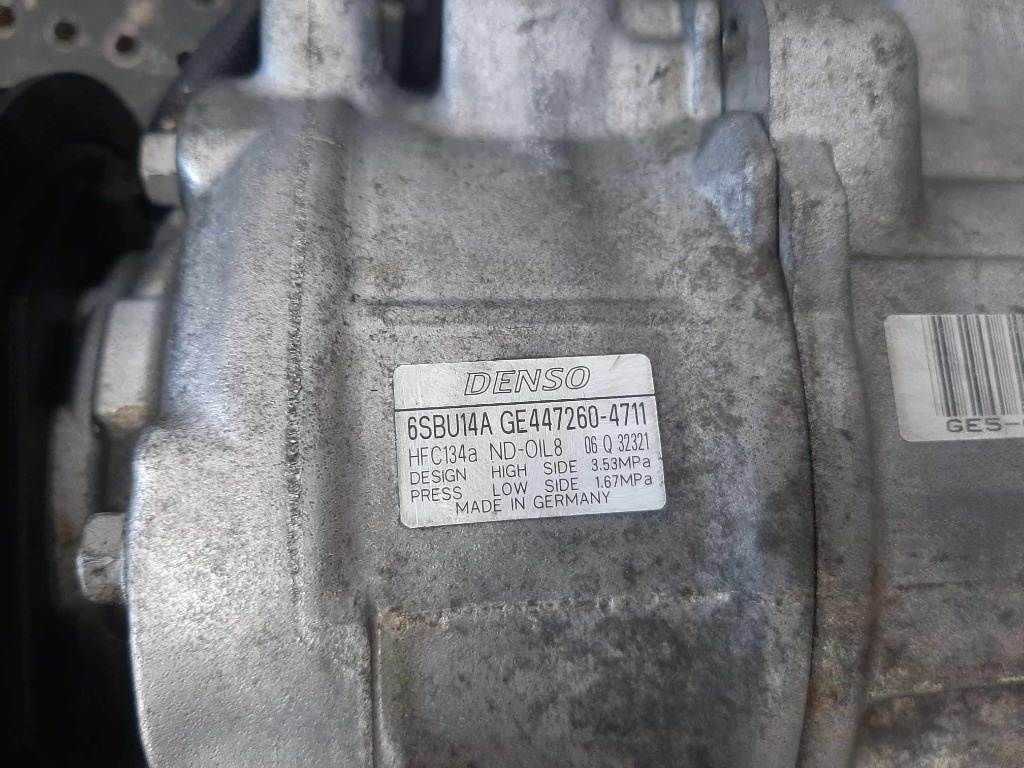 DENSO
6SBU14A GE447260-4711
HFC134a ND-OIL8 06 Q 32321
DESIGN HIGH SIDE 3.53MPa
PRESS LOW SIDE 1.67MPa
MADE IN GERMANY
GE5-